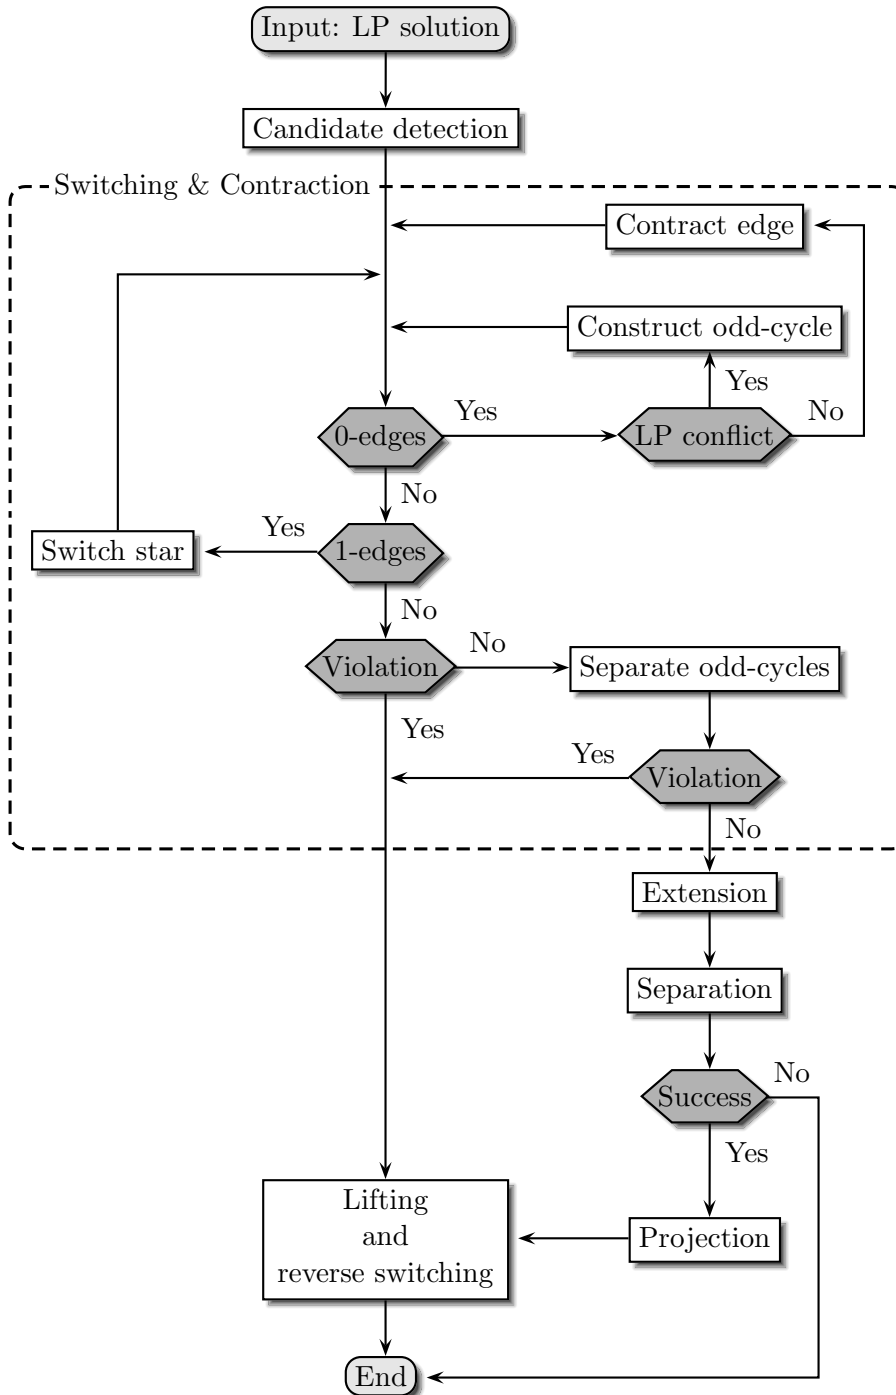 Input: LP solution
Candidate detection
Switching & Contraction
Contract edge
Construct odd-cycle
Yes
Yes
No
0-edges
LP conflict
No
Yes
Switch star
1-edges
No
No
Violation
Separate odd-cycles
Yes
Yes
Violation
No
Extension
Separation
No
Success
Yes
Lifting
and
reverse switching
Projection
End